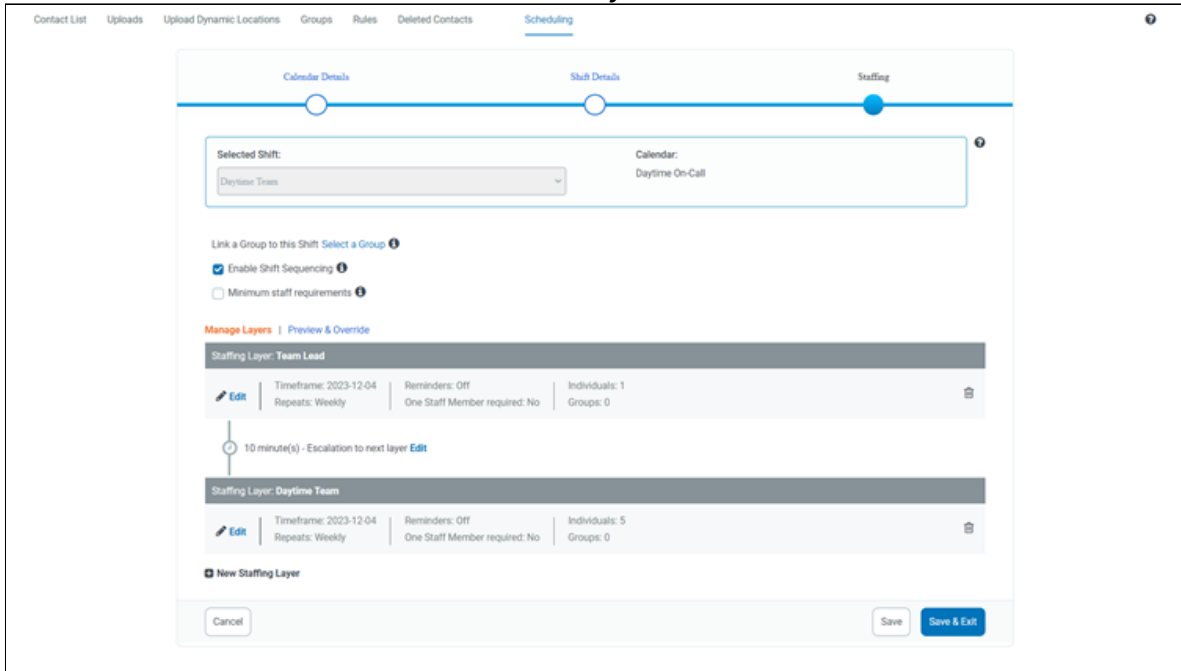 Contact List Uploads Upload Dynamic Locations Groups Rules Deleted Contacts Scheduling
Calendar Details Shift Details Staffing
Selected Shift: Calendar:
Daytime Team Daytime On-Call
Link a Group to this Shift Select a Group
Enable Shift Sequencing
Minimum staff requirements
Manage Layers | Preview & Override
Staffing Layer: Team Lead
Edit Timeframe: 2023-12-04 Reminders: Off Individuals: 1
Repeats: Weekly One Staff Member required: No Groups: 0
10 minute(s) - Escalation to next layer Edit
Staffing Layer: Daytime Team
Edit Timeframe: 2023-12-04 Reminders: Off Individuals: 5
Repeats: Weekly One Staff Member required: No Groups: 0
New Staffing Layer
Cancel Save Save & Exit